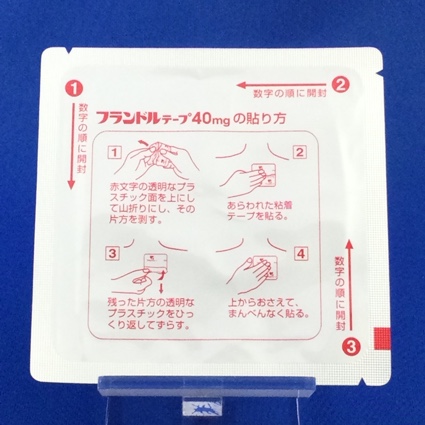 1
数字の順に開封
2
数字の順に開封
フランドルテープ40mgの貼り方
1
赤文字の透明なプラ
スチック面を上にし
て山折りにし、その
片方を剥す。
2
あらわれた粘着
テープを貼る。
3
残った片方の透明な
プラスチックをひっ
くり返してずらす。
4
上からおさえて、
まんべんなく貼る。
数字の順に開封
3